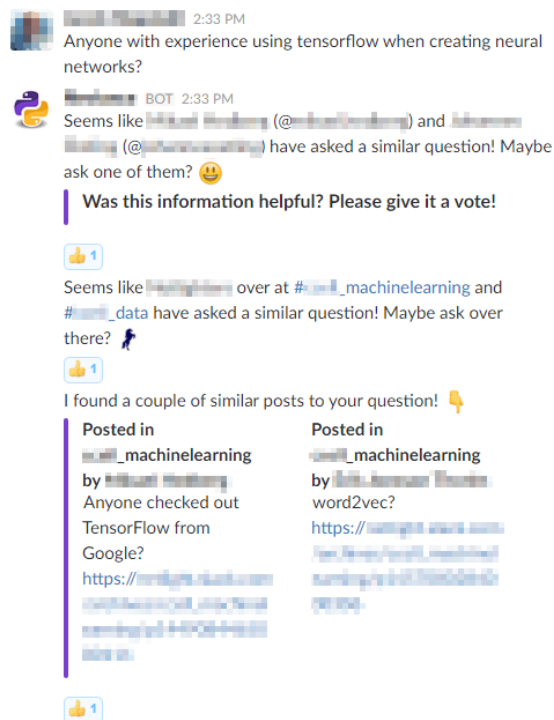 2:33 PM
Anyone with experience using tensorflow when creating neural
networks?
BOT 2:33 PM
Seems like (@ ) and
(@ ) have asked a similar question! Maybe
ask one of them?
Was this information helpful? Please give it a vote!
1
Seems like over at # _machinelearning and
# _data have asked a similar question! Maybe ask over
there?
1
I found a couple of similar posts to your question!
Posted in
_machinelearning
by
Anyone checked out
TensorFlow from
Google?
https://
Posted in
_machinelearning
by
word2vec?
https://
1